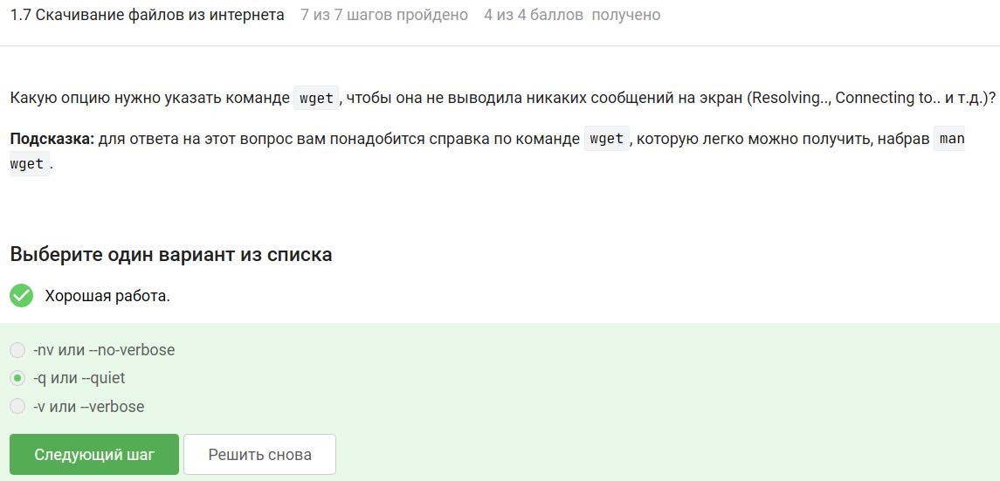 1.7 Скачивание файлов из интернета 7 из 7 шагов пройдено 4 из 4 баллов получено
Какую опцию нужно указать команде wget, чтобы она не выводила никаких сообщений на экран (Resolving.., Connecting to.. и т.д.)?
Подсказка: для ответа на этот вопрос вам понадобится справка по команде wget, которую легко можно получить, набрав man
wget.
Выберите один вариант из списка
Хорошая работа.
-nv или --no-verbose
-q или --quiet
-v или --verbose
Следующий шаг Решить снова